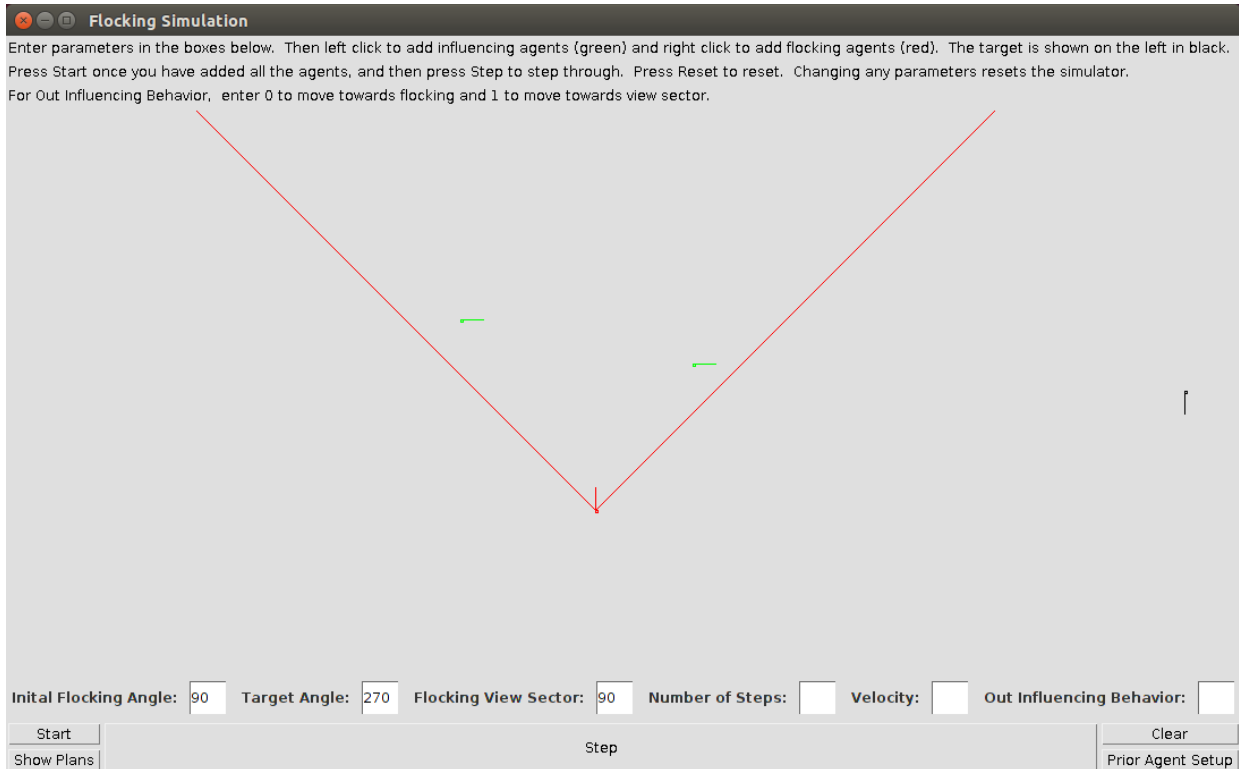 Flocking Simulation
Enter parameters in the boxes below.  Then left click to add influencing agents (green) and right click to add flocking agents (red).  The target is shown on the left in black.
Press Start once you have added all the agents, and then press Step to step through.  Press Reset to reset.  Changing any parameters resets the simulator.
For Out Influencing Behavior,  enter 0 to move towards flocking and 1 to move towards view sector.
Inital Flocking Angle: 90 Target Angle: 270 Flocking View Sector: 90 Number of Steps: Velocity: Out Influencing Behavior:
Start Step Clear
Show Plans Prior Agent Setup